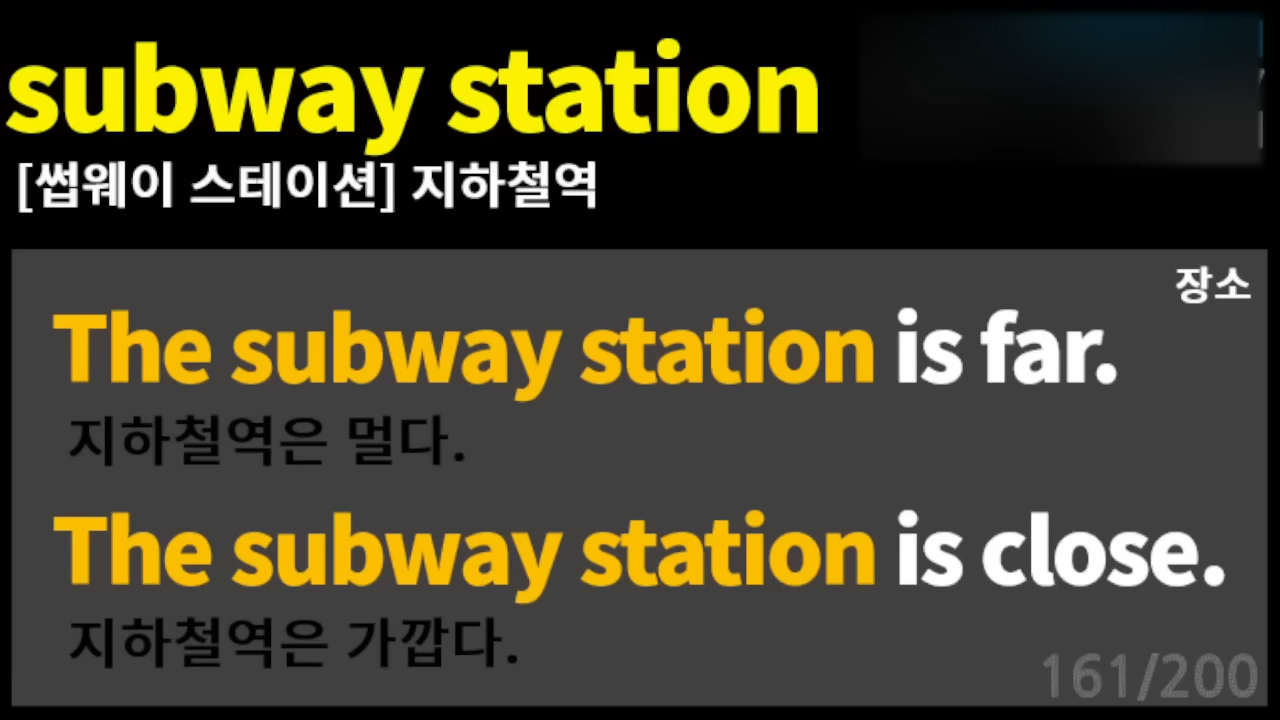 subway station
[썹웨이 스테이션] 지하철역
장소
The subway station is far.
지하철역은 멀다.
The subway station is close.
지하철역은 가깝다.
161/200